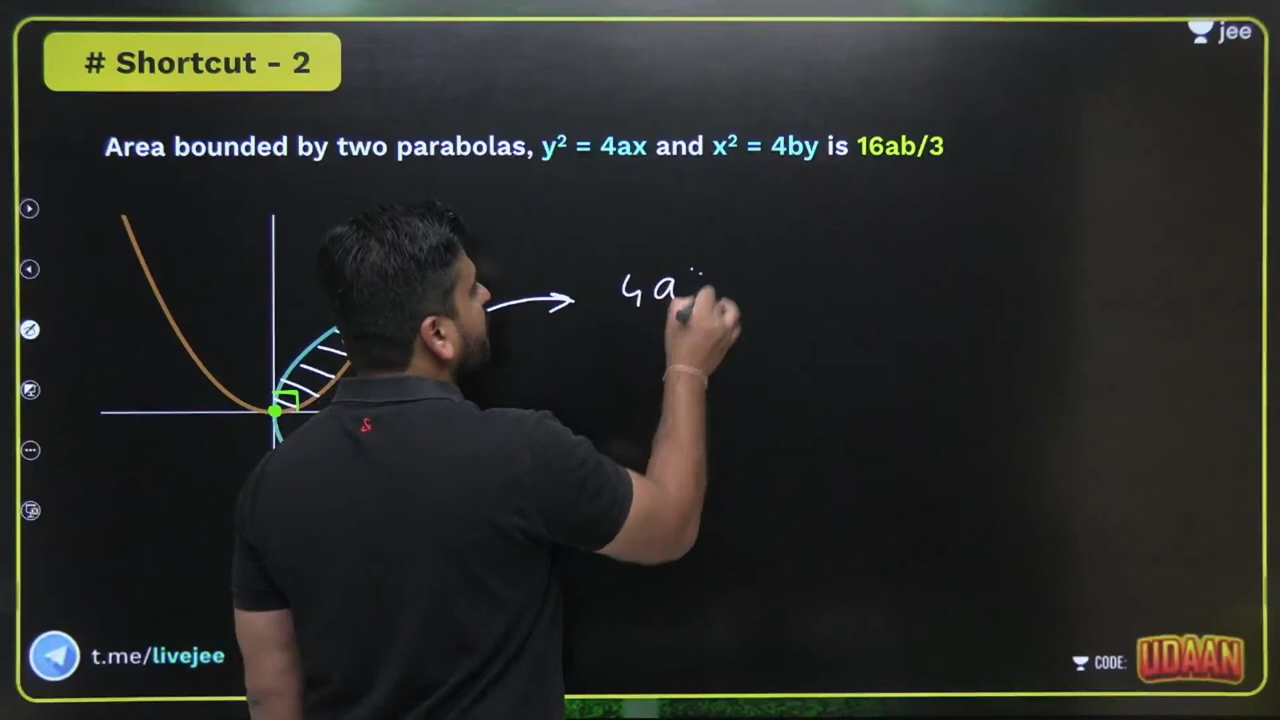 # Shortcut - 2
jee
Area bounded by two parabolas, y² = 4ax and x² = 4by is 16ab/3
4a
t.me/livejee
CODE: UDAAN